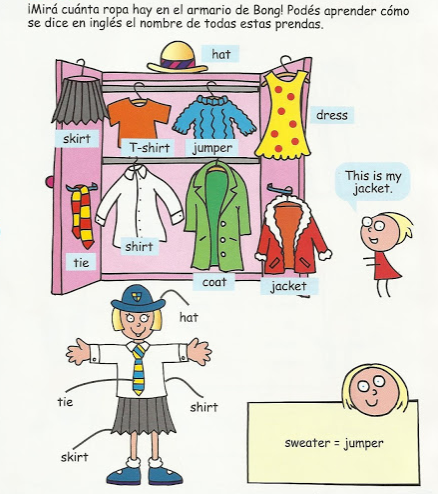 ¡Mirá cuánta ropa hay en el armario de Bong! Podés aprender cómo
se dice en inglés el nombre de todas estas prendas.
hat
skirt
T-shirt
jumper
dress
This is my
jacket.
tie
shirt
coat
jacket
hat
tie
shirt
skirt
sweater = jumper